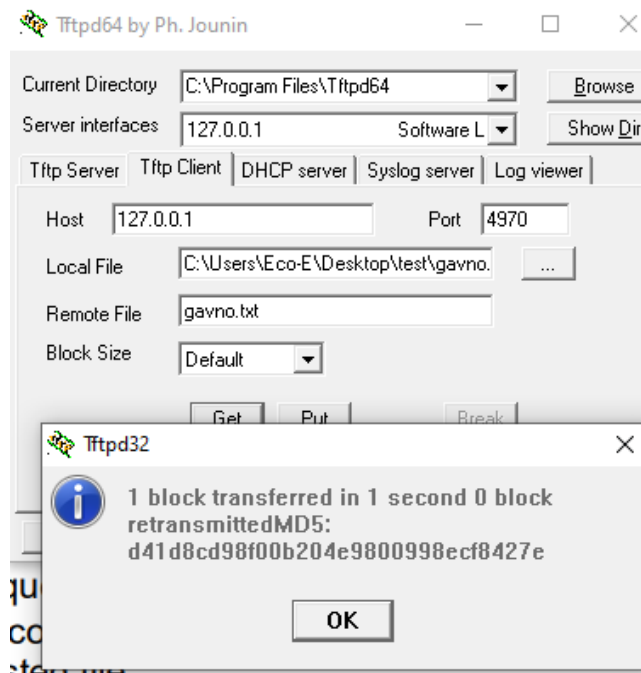 Tftpd64 by Ph. Jounin
Current Directory C:\Program Files\Tftpd64 Browse
Server interfaces 127.0.0.1 Software L Show Dir
Tftp Server Tftp Client DHCP server Syslog server Log viewer
Host 127.0.0.1 Port 4970
Local File C:\Users\Eco-E\Desktop\test\gavno. ...
Remote File gavno.txt
Block Size Default
Get Put Break
Tftpd32
1 block transferred in 1 second 0 block
retransmittedMD5:
d41d8cd98f00b204e9800998ecf8427e
OK